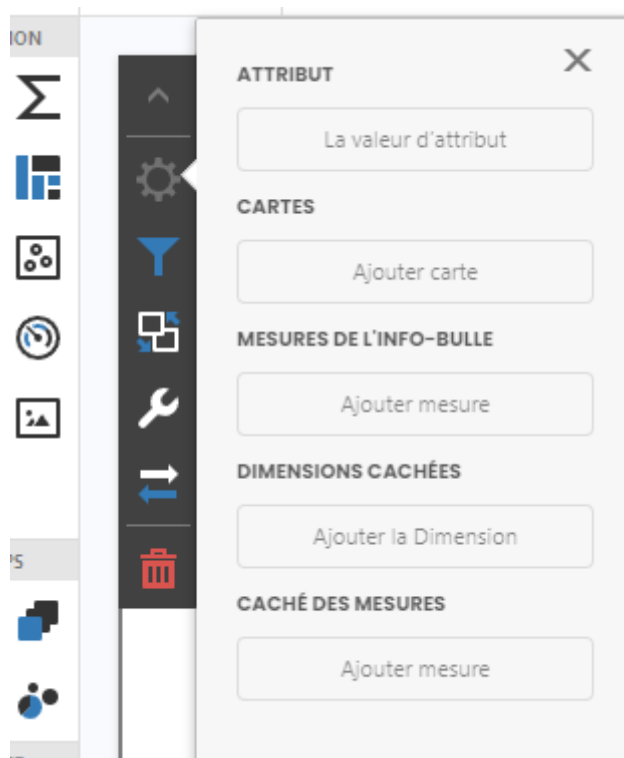 ION
ATTRIBUT
La valeur d'attribut
CARTES
Ajouter carte
MESURES DE L'INFO-BULLE
Ajouter mesure
DIMENSIONS CACHÉES
Ajouter la Dimension
CACHÉ DES MESURES
Ajouter mesure
PS